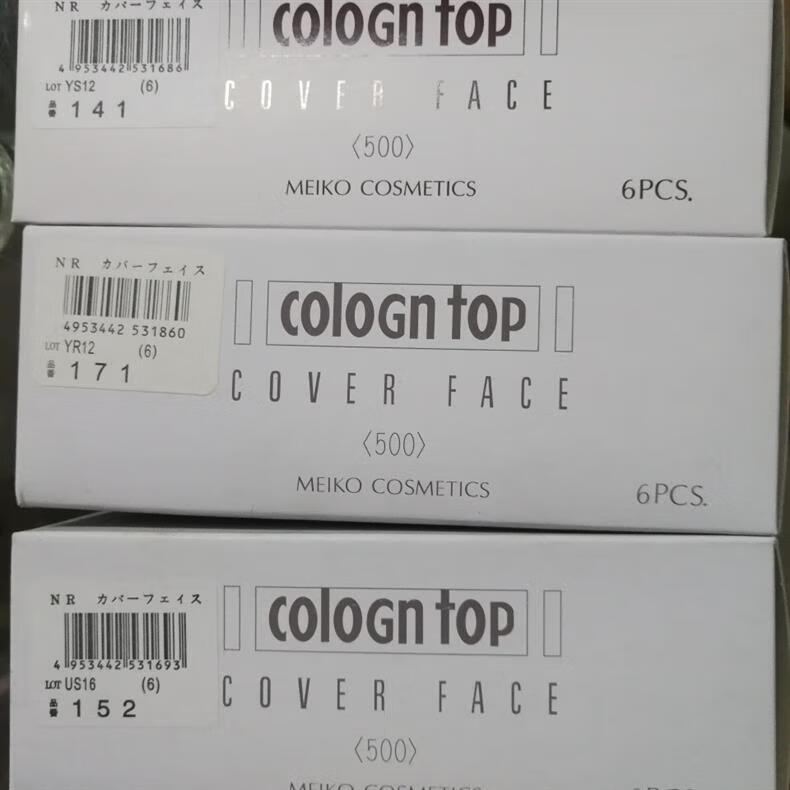 NR カバーフェイス
4 953442 531686
LOT YS12 (6)
品番 141
cologn top
COVER FACE
〈500〉
MEIKO COSMETICS
6PCS.
NR カバーフェイス
4953442 531860
LOT YR12 (6)
品番 171
cologn top
COVER FACE
〈500〉
MEIKO COSMETICS
6PCS.
NR カバーフェイス
4 953442 531693
LOT US16 (6)
品番 152
cologn top
COVER FACE
〈500〉
MEIKO COSMETICS
6PCS.